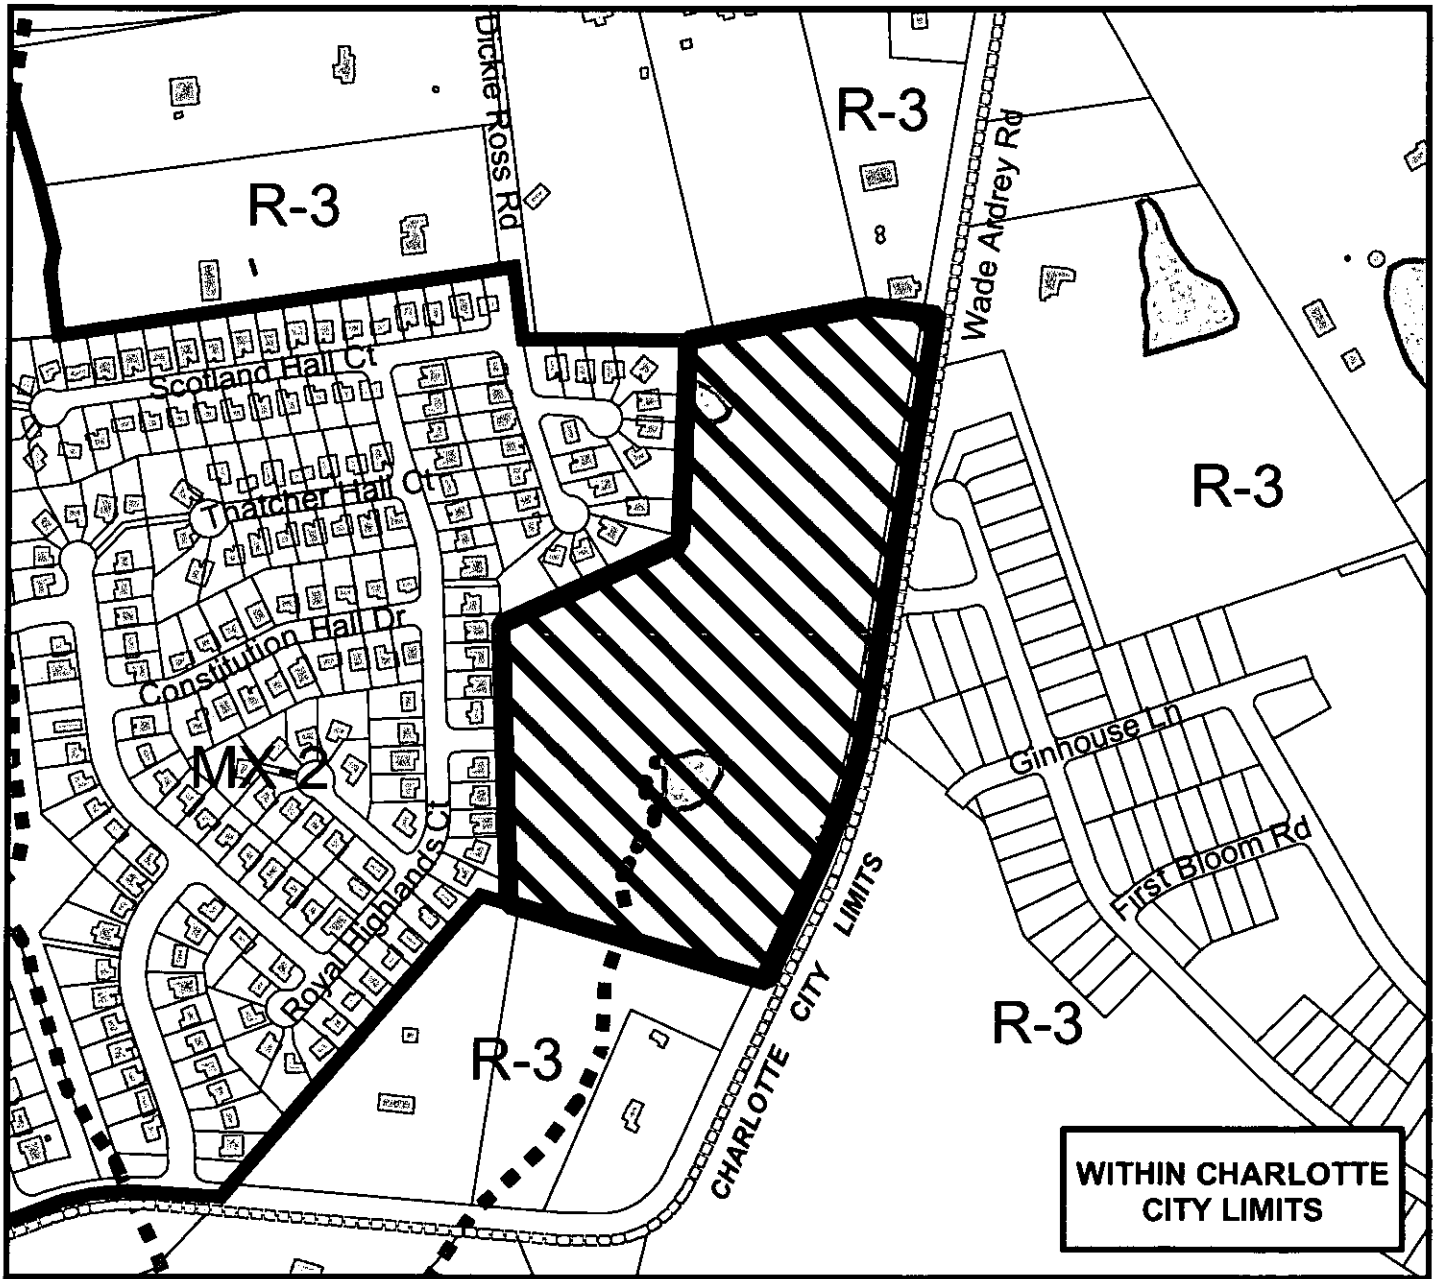 Dickie Ross Rd
R-3
Wade Ardrey Rd
R-3
Scotland Hall Ct
Thatcher Hall Ct
R-3
Constitution Hall Dr
MX-2
Ginhouse Ln
First Bloom Rd
Royal Highlands Ct
CHARLOTTE CITY LIMITS
R-3
R-3
WITHIN CHARLOTTE
CITY LIMITS